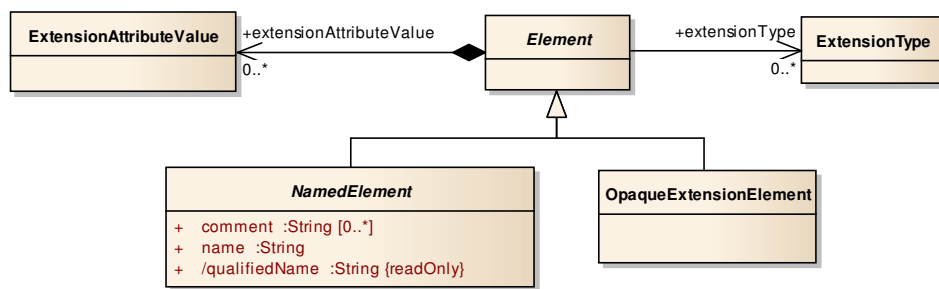 ExtensionAttributeValue
+extensionAttributeValue
0..*
Element
+extensionType
0..*
ExtensionType
NamedElement
+ comment :String [0..*]
+ name :String
+ /qualifiedName :String {readOnly}
OpaqueExtensionElement